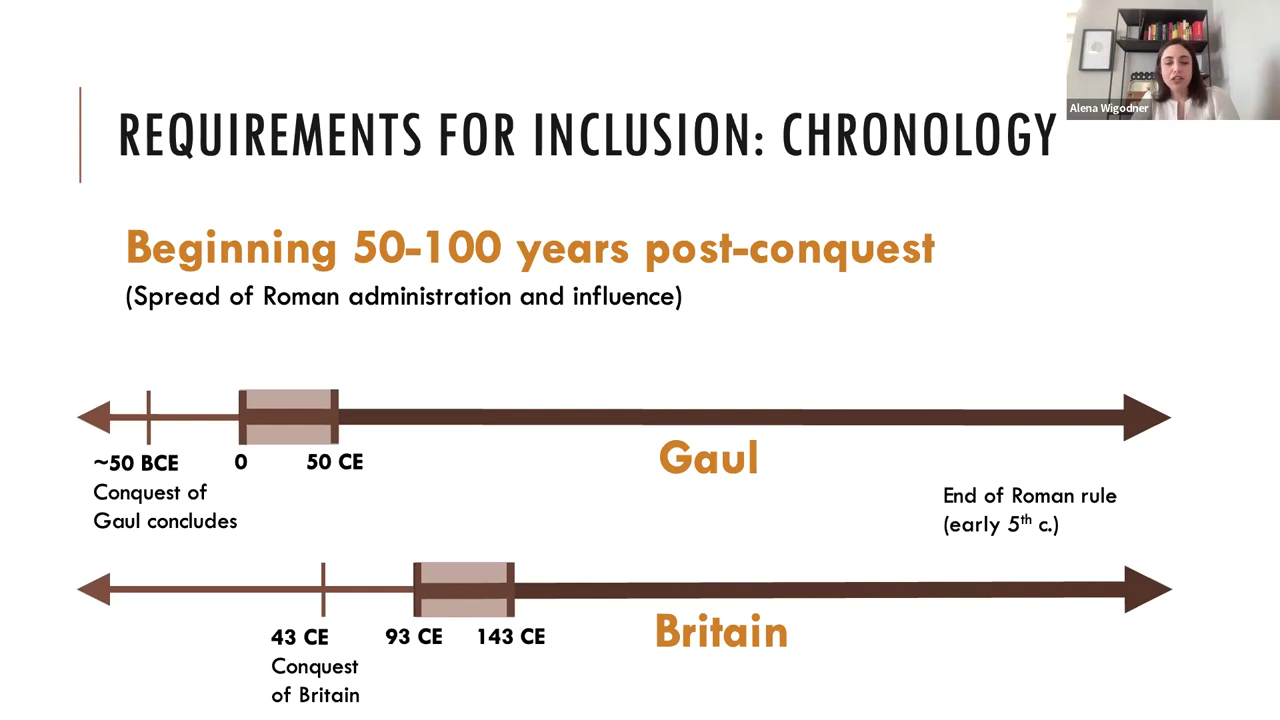 Alena Wigodner
REQUIREMENTS FOR INCLUSION: CHRONOLOGY
Beginning 50-100 years post-conquest
(Spread of Roman administration and influence)
~50 BCE
Conquest of
Gaul concludes
0
50 CE
Gaul
End of Roman rule
(early 5th c.)
43 CE
Conquest
of Britain
93 CE
143 CE
Britain